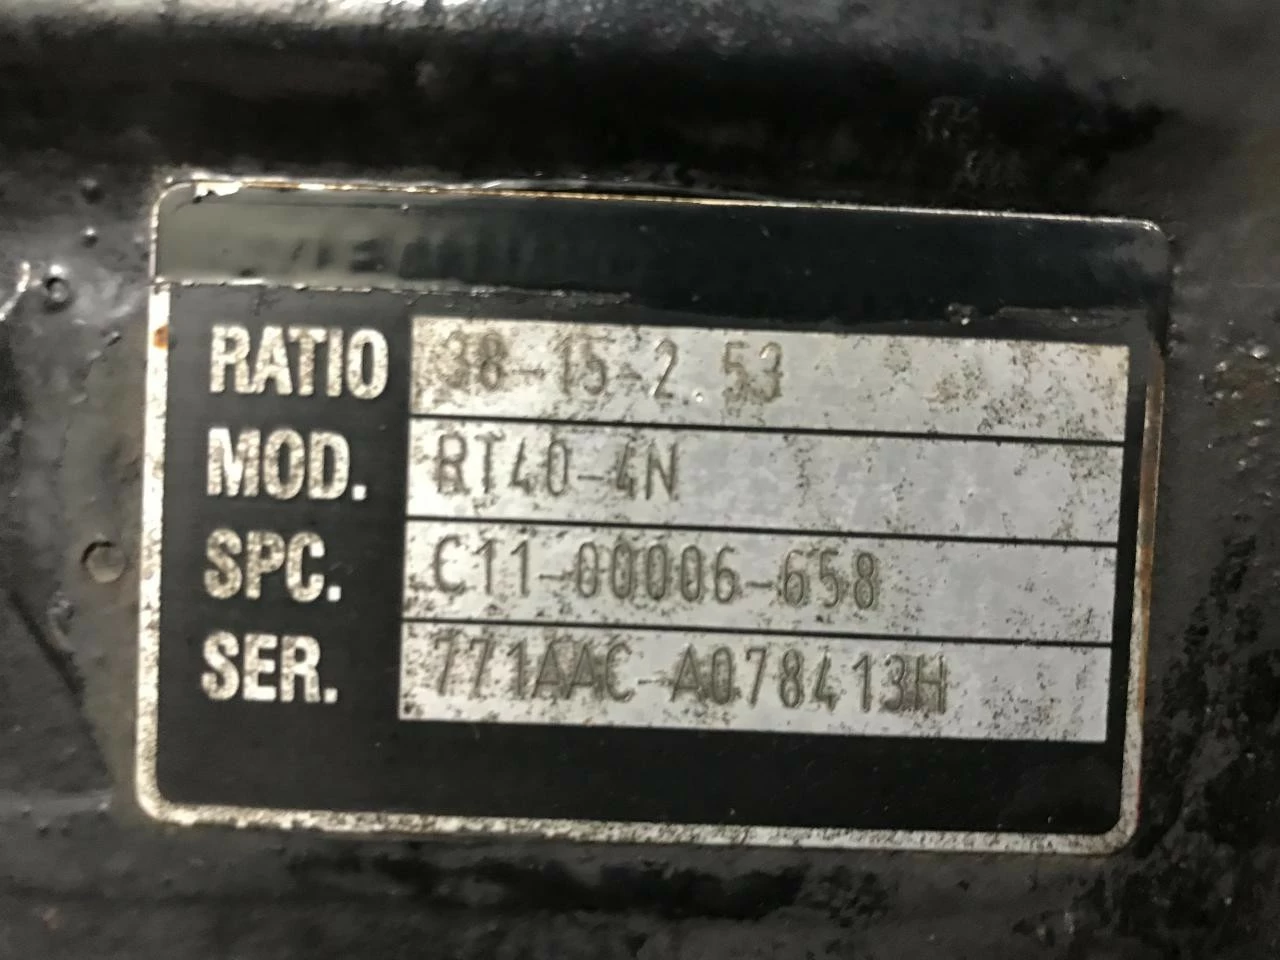 RATIO 38-15-2.53
MOD. RT40-4N
SPC. C11-00006-658
SER. 771AAC-A078413H